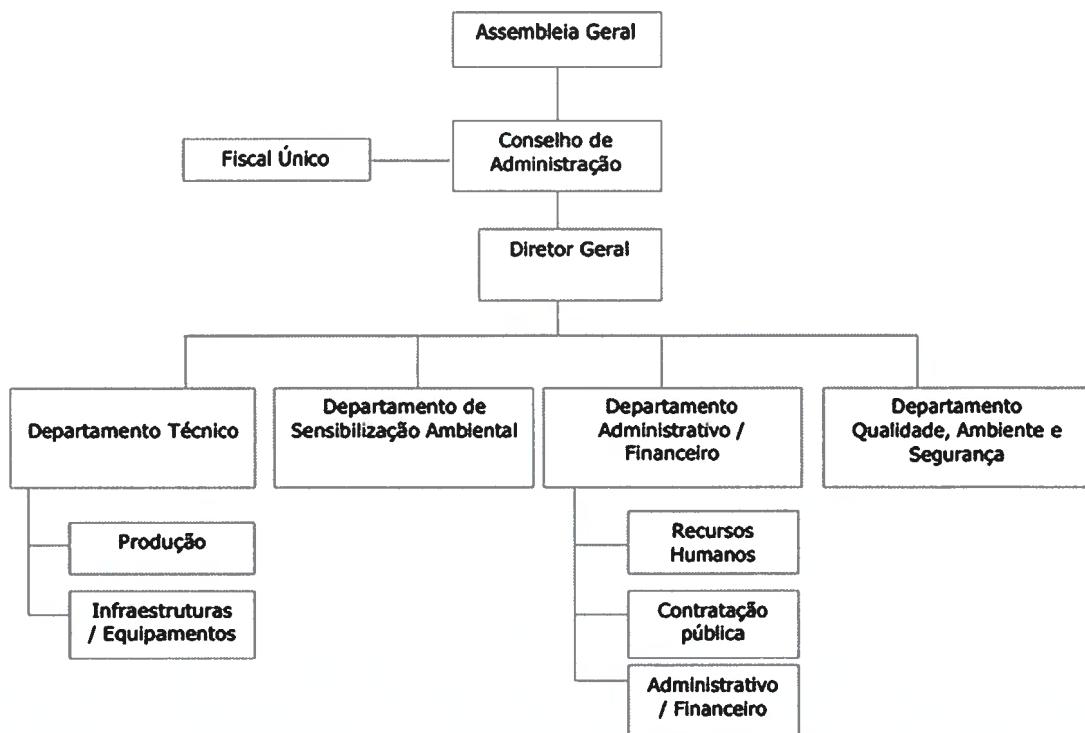 Assembleia Geral
Fiscal Único
Conselho de
Administração
Diretor Geral
Departamento Técnico
Departamento de
Sensibilização Ambiental
Departamento
Administrativo /
Financeiro
Departamento
Qualidade, Ambiente e
Segurança
Produção
Infraestruturas
/ Equipamentos
Recursos
Humanos
Contratação
pública
Administrativo
/ Financeiro